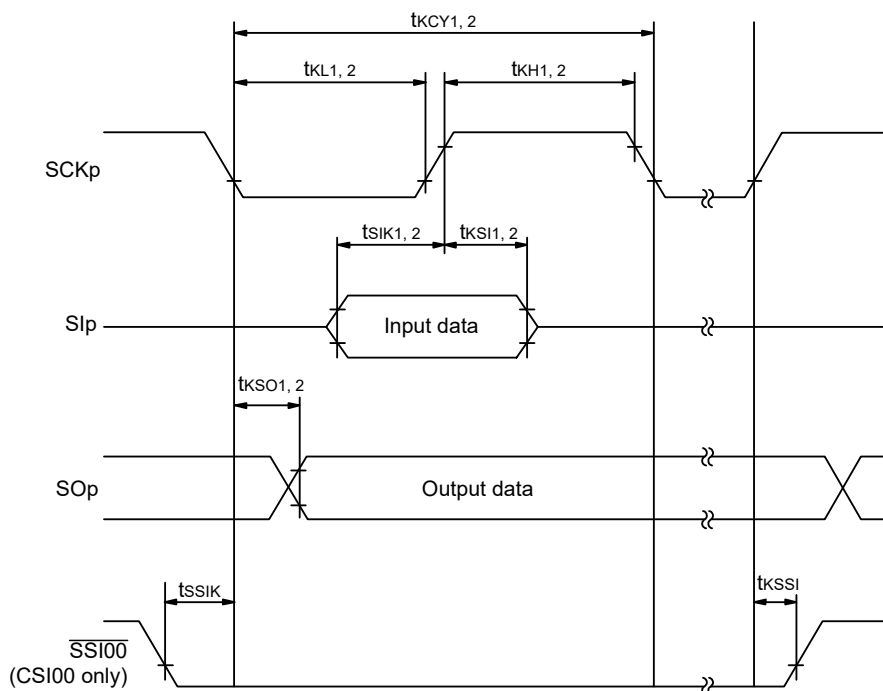 tKCY1, 2
tKL1, 2
tKH1, 2
SCKp
tSIK1, 2
tKSI1, 2
SIp
Input data
tKSO1, 2
SOp
Output data
tSSIK
tKSSI
SSI00
(CSI00 only)